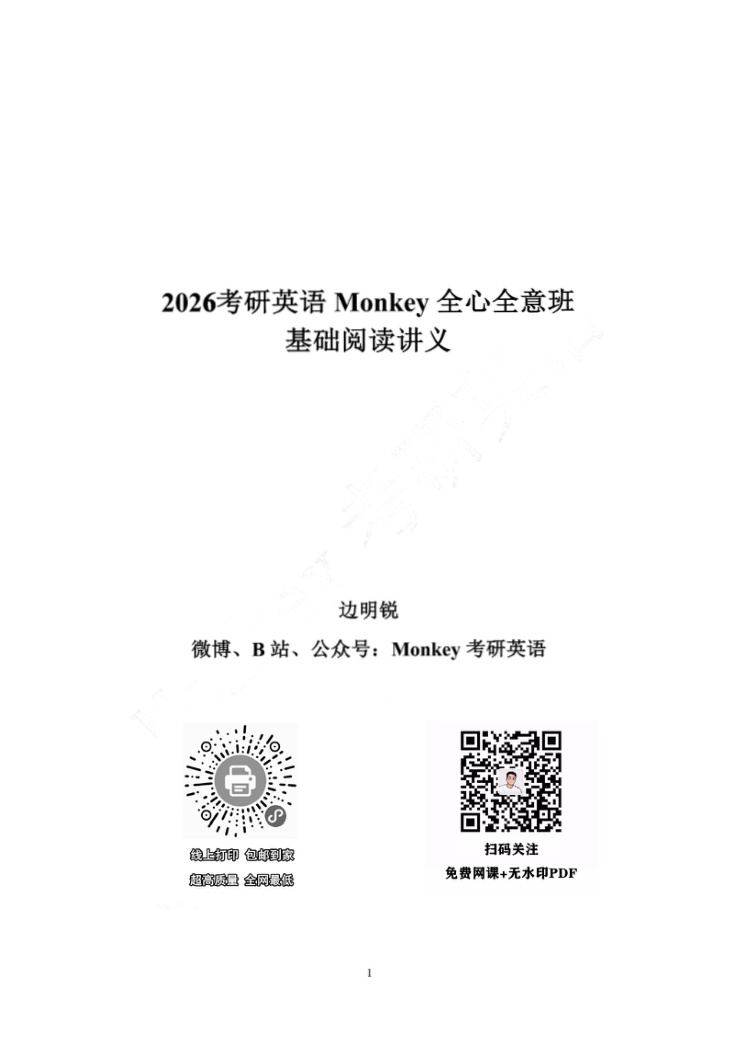 2026考研英语 Monkey 全心全意班
基础阅读讲义
边明锐
微博、B 站、公众号：Monkey 考研英语
线上打印 包邮到家
超高质量 全网最低
扫码关注
免费网课+无水印PDF
1